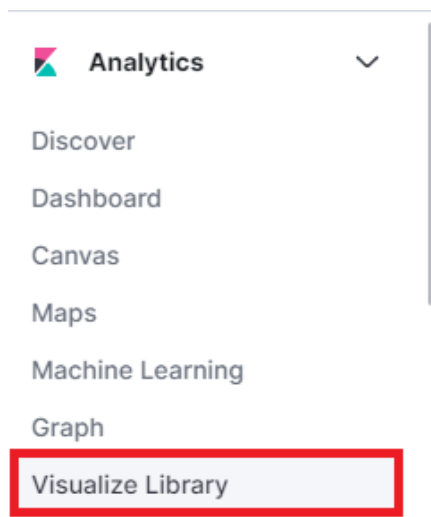 Analytics
Discover
Dashboard
Canvas
Maps
Machine Learning
Graph
Visualize Library